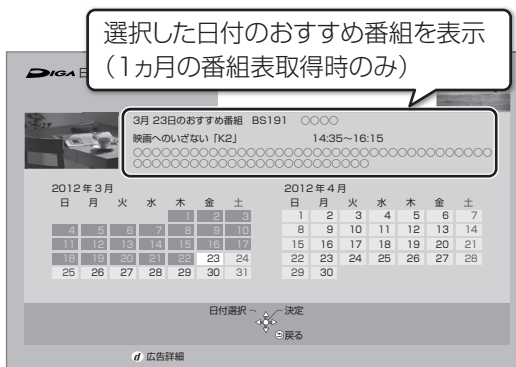 選択した日付のおすすめ番組を表示
(1ヵ月の番組表取得時のみ)
DIGA 日
3月 23日のおすすめ番組 BS191 ○○○○
映画へのいざない「K2」 14:35~16:15
○○○○○○○○○○○○○○○○○○○○○○○○○○○○○○○○○○○
○○○○○○○○○○○○○○○○○○○○○○○
2012年3月
日 月 火 水 木 金 土
1 2 3
4 5 6 7 8 9 10
11 12 13 14 15 16 17
18 19 20 21 22 23 24
25 26 27 28 29 30 31
2012年4月
日 月 火 水 木 金 土
1 2 3 4 5 6 7
8 9 10 11 12 13 14
15 16 17 18 19 20 21
22 23 24 25 26 27 28
29 30
日付選択 決定
戻る
d 広告詳細